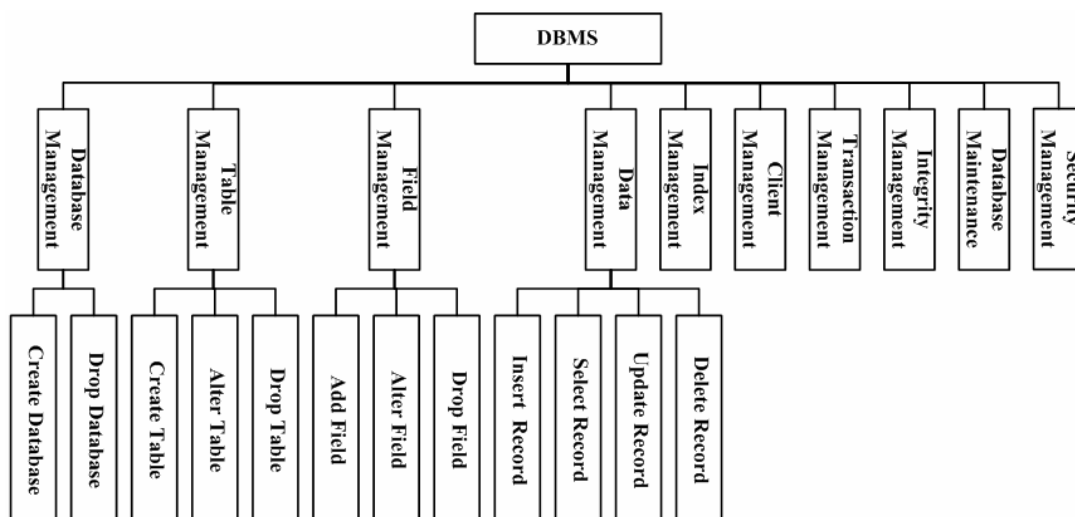 DBMS
Database
Management
Table
Management
Field
Management
Data
Management
Index
Management
Client
Management
Transaction
Management
Integrity
Management
Database
Maintenance
Security
Management
Create Database
Drop Database
Create Table
Alter Table
Drop Table
Add Field
Alter Field
Drop Field
Insert Record
Select Record
Update Record
Delete Record